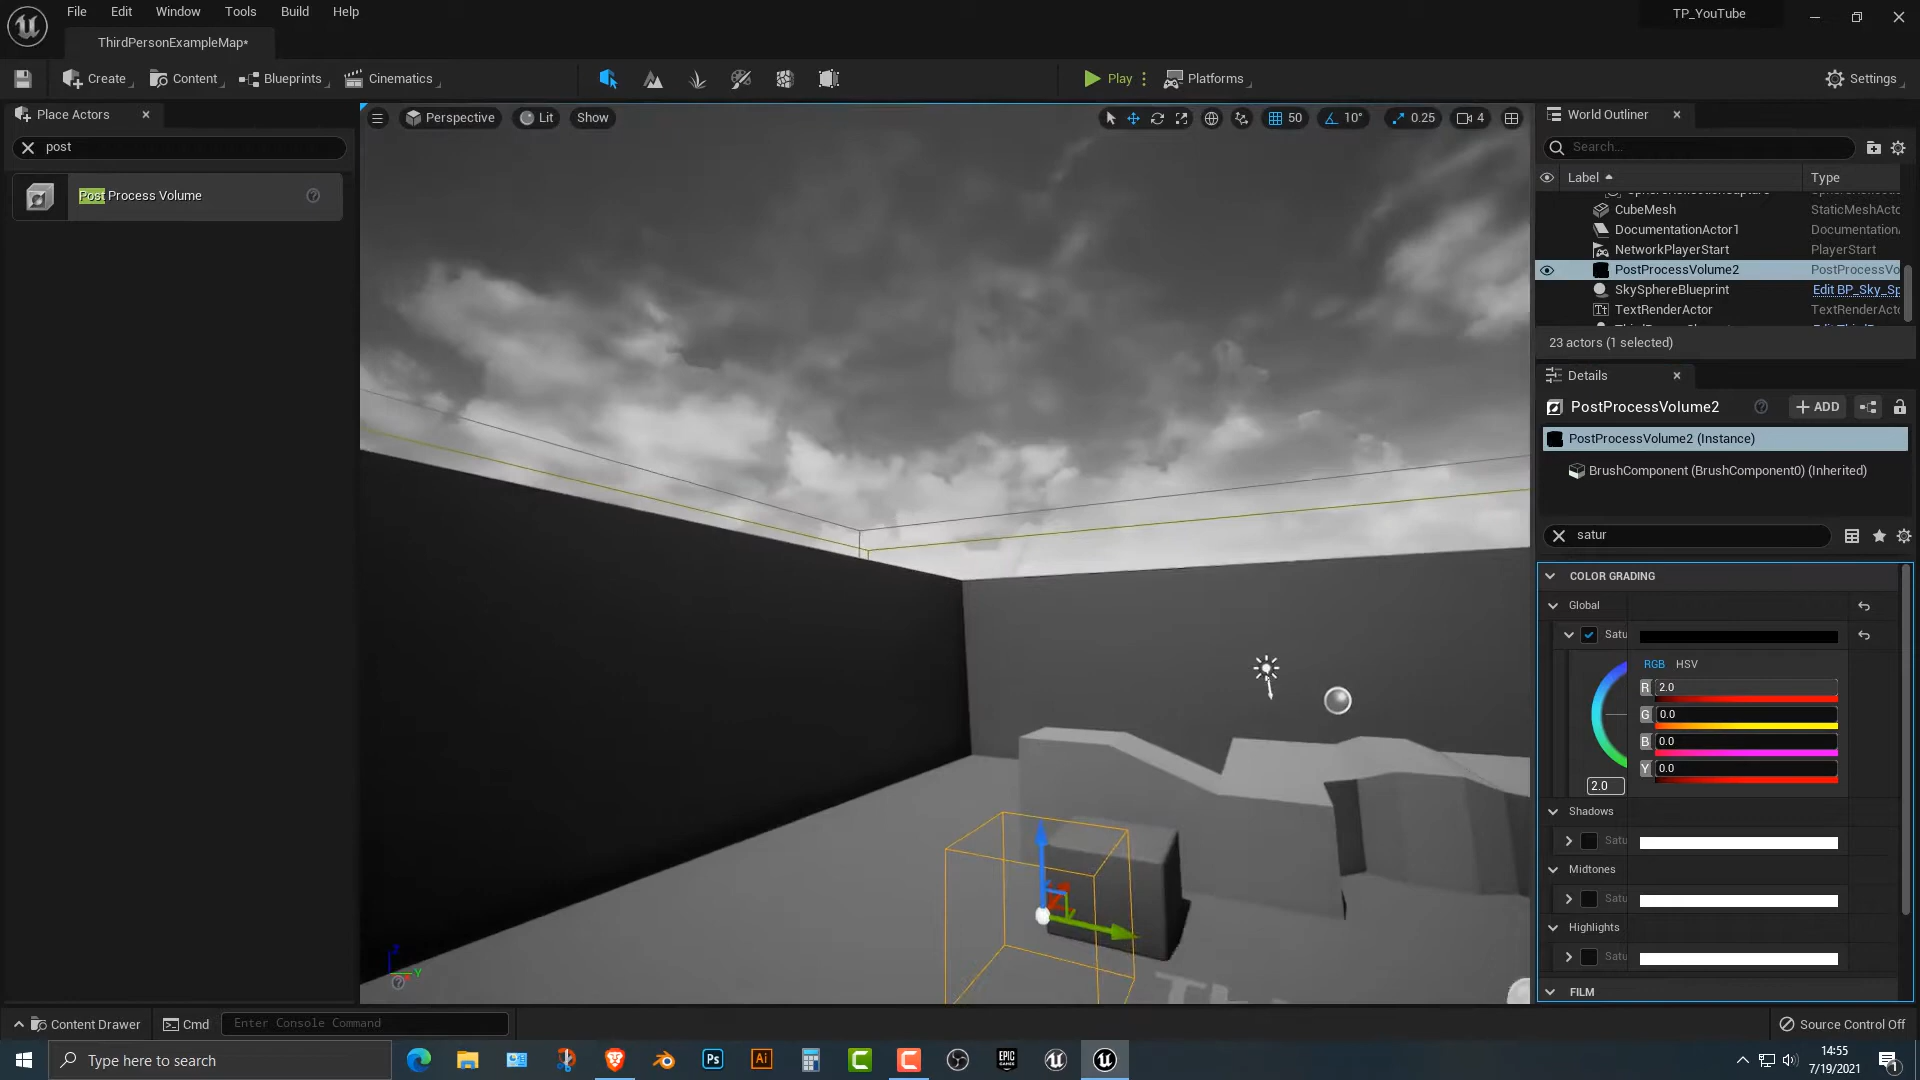 File Edit Window Tools Build Help
TP_YouTube
ThirdPersonExampleMap*
Create Content Blueprints Cinematics Play Platforms Settings
Place Actors
post
Post Process Volume
Perspective Lit Show
50 10° 0.25 4
World Outliner
Search...
Label Type
CubeMesh StaticMeshActo
DocumentationActor1 Documentation
NetworkPlayerStart PlayerStart
PostProcessVolume2 PostProcessVo
SkySphereBlueprint Edit BP_Sky_Sp
TextRenderActor TextRenderActo
23 actors (1 selected)
Details
PostProcessVolume2 ADD
PostProcessVolume2 (Instance)
BrushComponent (BrushComponent0) (Inherited)
satur
COLOR GRADING
Global
Satu
RGB HSV
R 2.0
G 0.0
B 0.0
Y 0.0
2.0
Shadows
Satu
Midtones
Satu
Highlights
Satu
FILM
Y
Content Drawer Cmd Enter Console Command Source Control Off
Type here to search
Ps Ai
EPIC GAMES
14:55
7/19/2021
1